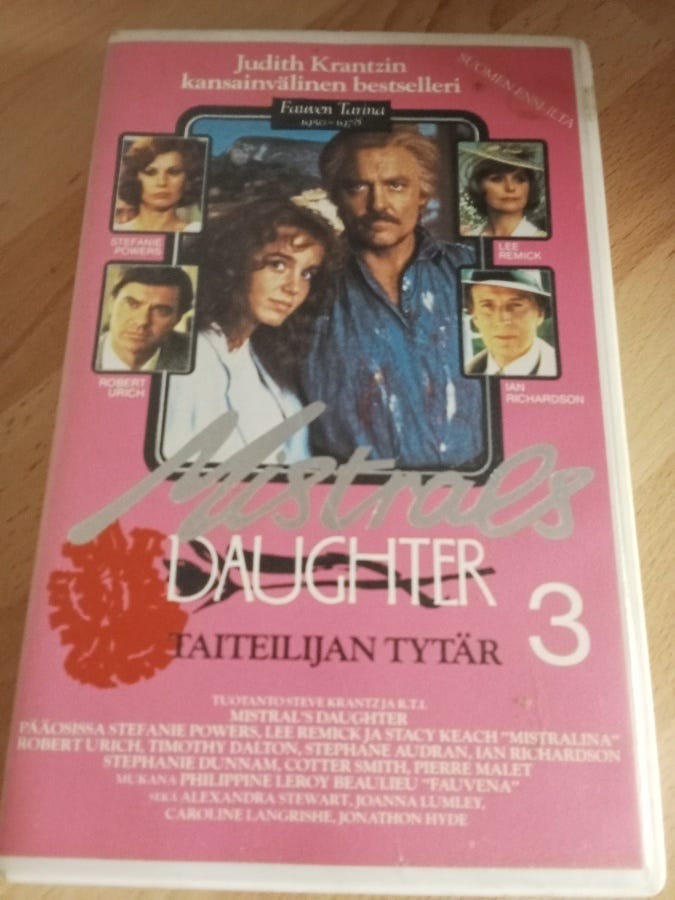 Judith Krantzin
kansainvälinen bestselleri
SUOMEN ENSI-ILTA
Fauven Tarina
STEFANIE
POWERS
LEE
REMICK
ROBERT
URICH
IAN
RICHARDSON
Mistrals
DAUGHTER
3
TAITEILIJAN TYTÄR
TUOTANTO STEVE KRANTZ JA R.T.I.
MISTRAL'S DAUGHTER
PÄÄOSISSA STEFANIE POWERS, LEE REMICK JA STACY KEACH "MISTRALINA"
ROBERT URICH, TIMOTHY DALTON, STEPHANE AUDRAN, IAN RICHARDSON
STEPHANIE DUNNAM, COTTER SMITH, PIERRE MALET
MUKANA PHILIPPINE LEROY BEAULIEU "FAUVENA"
SEKÄ ALEXANDRA STEWART, JOANNA LUMLEY,
CAROLINE LANGRISHE, JONATHON HYDE